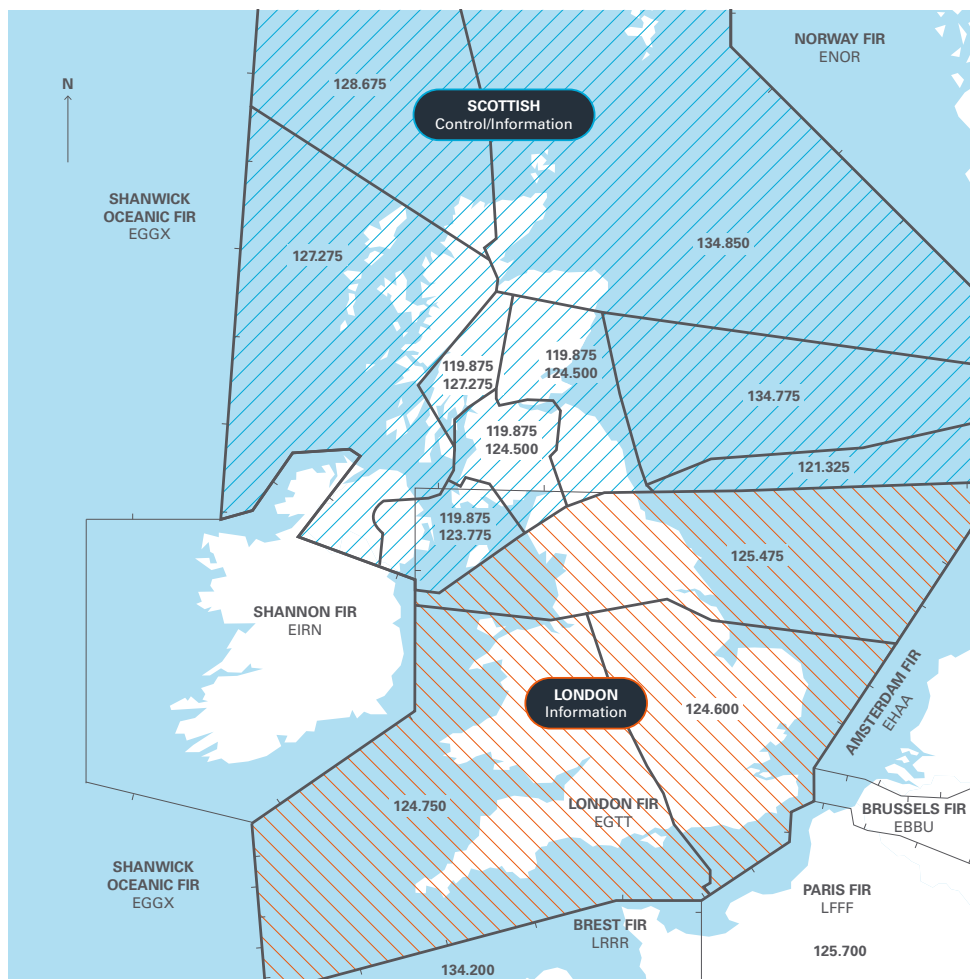 NORWAY FIR
ENOR
N
128.675
SCOTTISH
Control/Information
SHANWICK
OCEANIC FIR
EGGX
127.275
134.850
119.875
127.275
119.875
124.500
134.775
119.875
124.500
121.325
119.875
123.775
125.475
SHANNON FIR
EIRN
LONDON
Information
124.600
AMSTERDAM FIR
EHAA
124.750
LONDON FIR
EGTT
BRUSSELS FIR
EBBU
SHANWICK
OCEANIC FIR
EGGX
PARIS FIR
LFFF
BREST FIR
LRRR
125.700
134.200